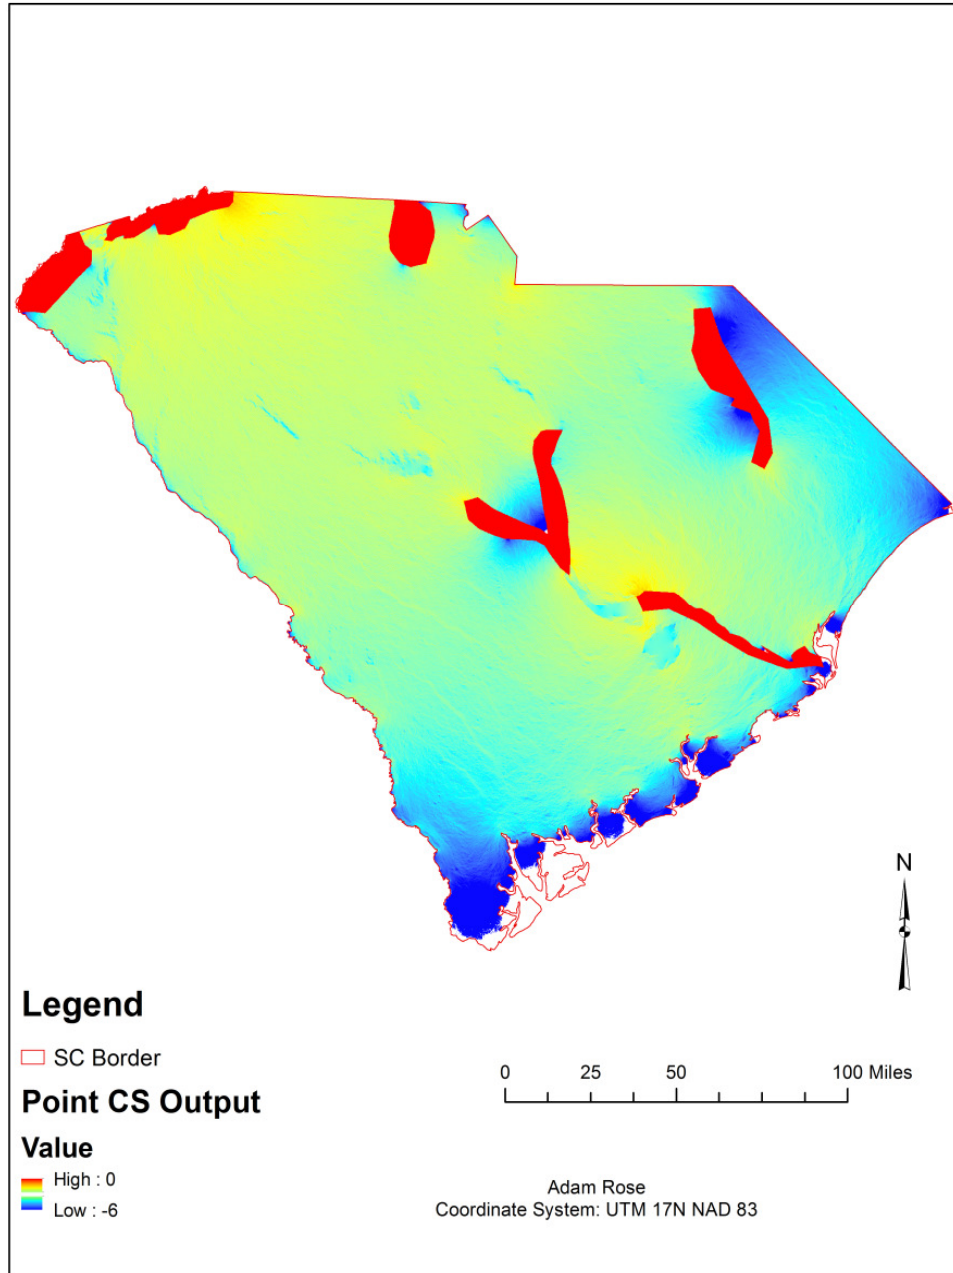 N
Legend
SC Border
Point CS Output
Value
High : 0
Low : -6
0 25 50 100 Miles
Adam Rose
Coordinate System: UTM 17N NAD 83